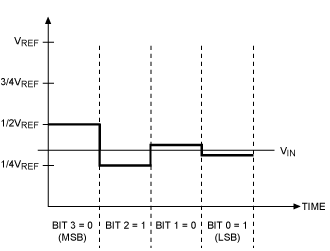 VREF
3/4VREF
1/2VREF
VIN
1/4VREF
TIME
BIT 3 = 0 BIT 2 = 1 BIT 1 = 0 BIT 0 = 1
(MSB) (LSB)